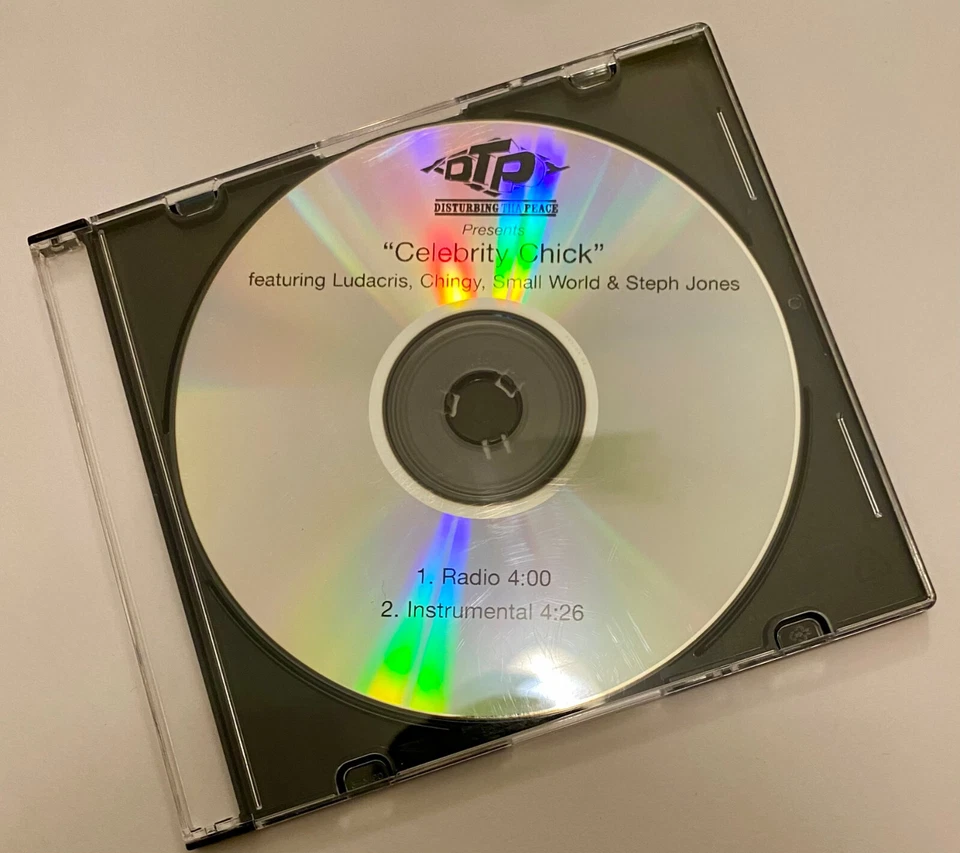 DTP
DISTURBING THA PEACE
Presents
“Celebrity Chick”
featuring Ludacris, Chingy, Small World & Steph Jones
1. Radio 4:00
2. Instrumental 4:26